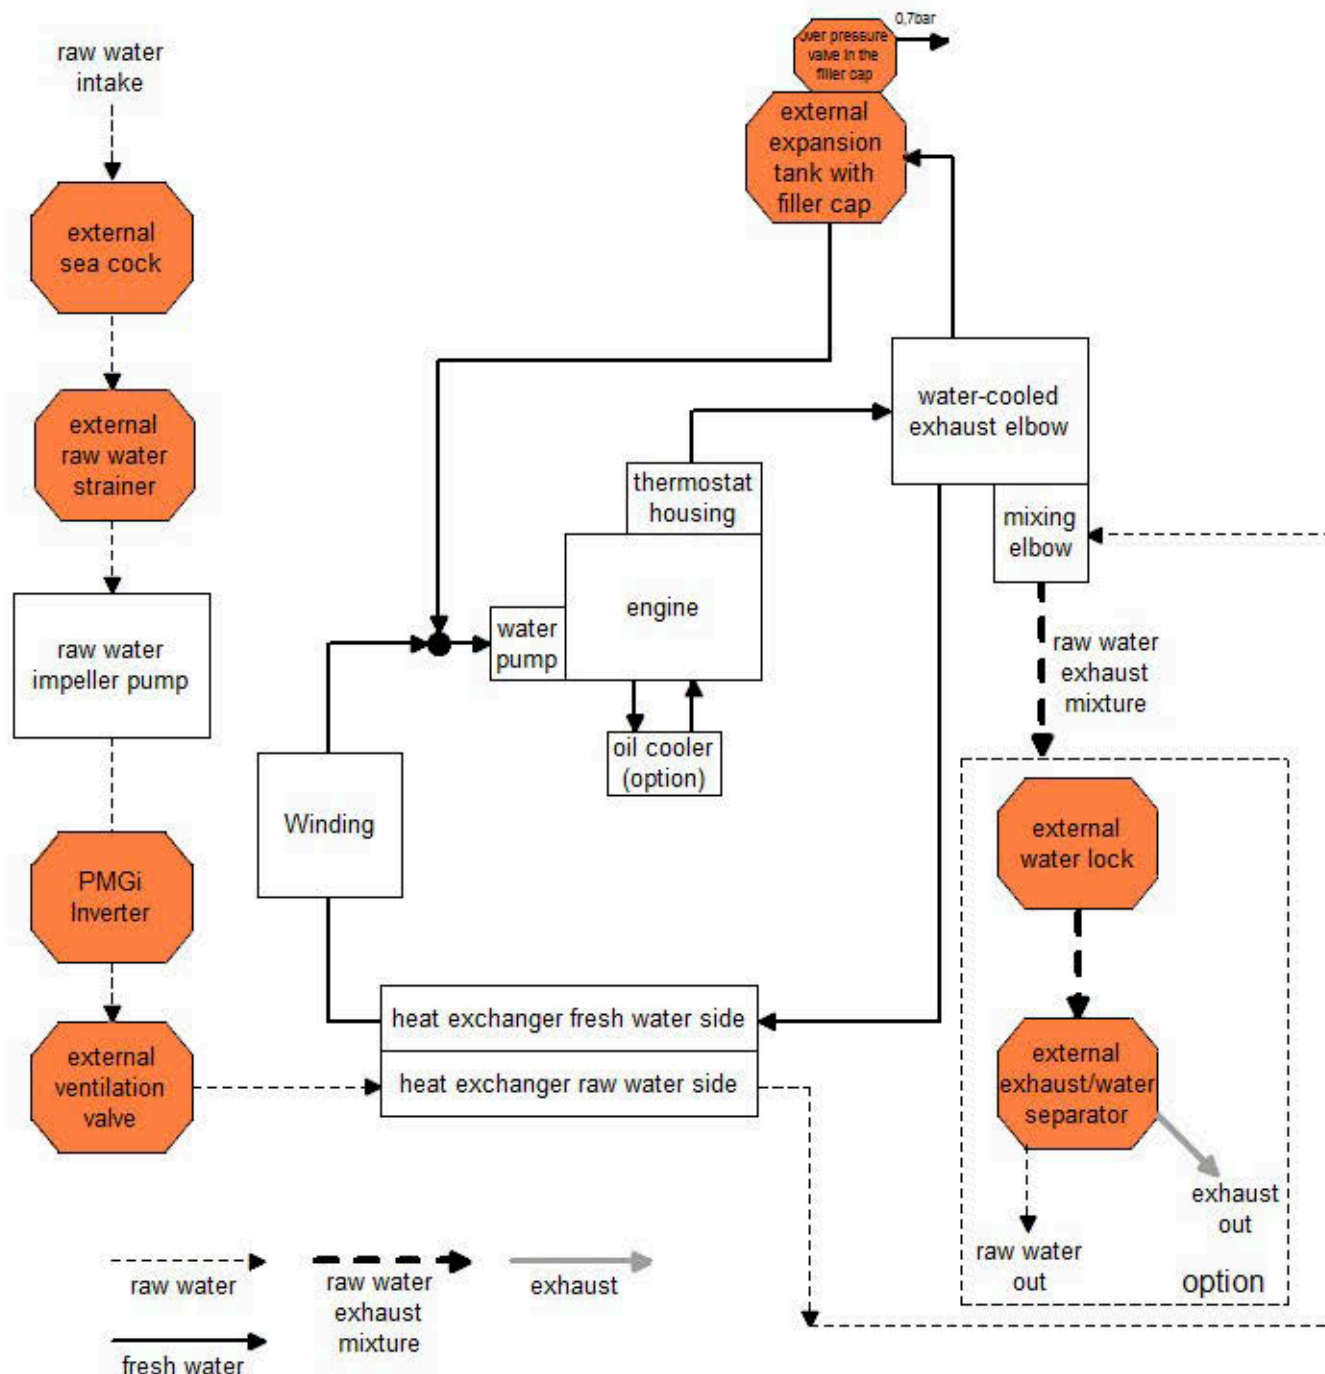 raw water
intake
external
sea cock
external
raw water
strainer
raw water
impeller pump
PMGi
Inverter
external
ventilation
valve
0,7bar
over pressure
valve in the
filler cap
external
expansion
tank with
filler cap
water-cooled
exhaust elbow
thermostat
housing
mixing
elbow
engine
water
pump
raw water
exhaust
mixture
oil cooler
(option)
Winding
external
water lock
heat exchanger fresh water side
heat exchanger raw water side
external
exhaust/water
separator
exhaust
out
raw water
out
option
raw water
raw water
exhaust
mixture
exhaust
fresh water